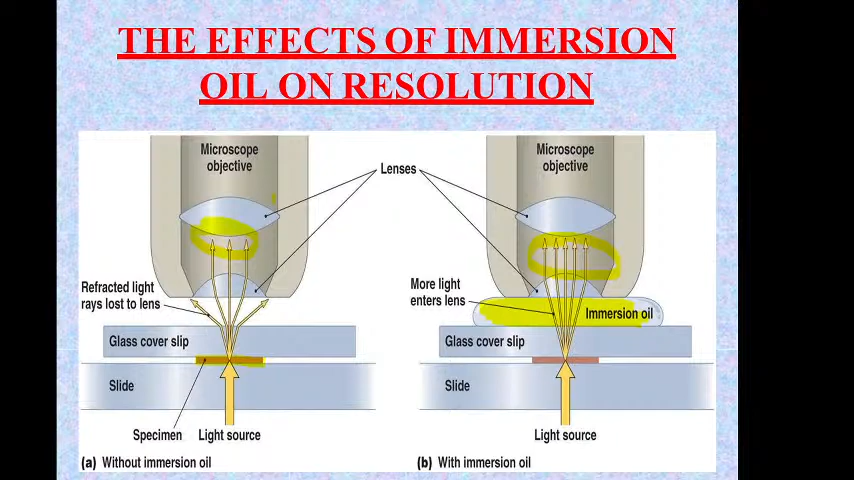 THE EFFECTS OF IMMERSION
OIL ON RESOLUTION
Microscope
objective
Lenses
Microscope
objective
Refracted light
rays lost to lens
More light
enters lens
Immersion oil
Glass cover slip
Glass cover slip
Slide
Slide
Specimen
Light source
Light source
(a) Without immersion oil
(b) With immersion oil